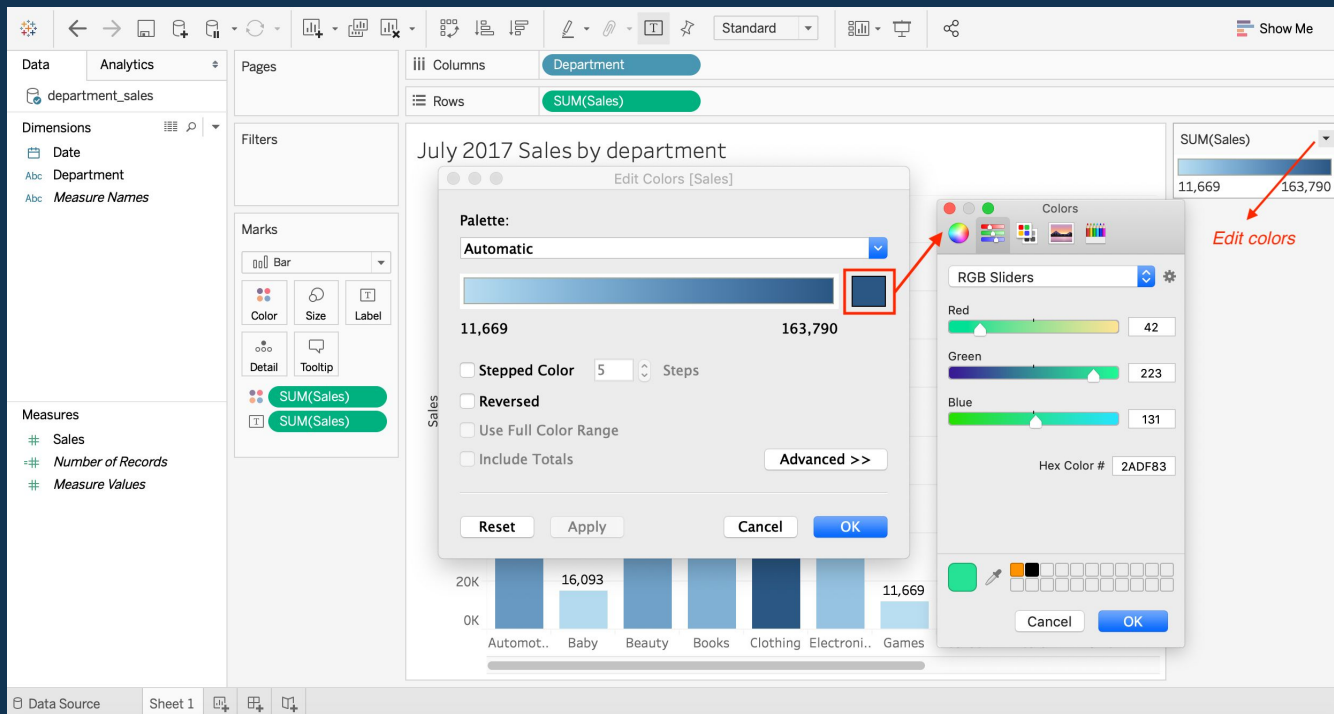 Standard
Show Me
Data
Analytics
department_sales
Dimensions
Date
Abc Department
Abc Measure Names
Measures
Sales
Number of Records
Measure Values
Pages
Filters
Marks
Bar
Color
Size
T
Label
Detail
Tooltip
SUM(Sales)
T SUM(Sales)
iii Columns
Department
Rows
SUM(Sales)
July 2017 Sales by department
Edit Colors [Sales]
Palette:
Automatic
11,669 163,790
Stepped Color 5 Steps
Reversed
Use Full Color Range
Include Totals
Advanced >>
Reset Apply Cancel OK
Sales
20K
0K
16,093
11,669
Automot.. Baby Beauty Books Clothing Electroni.. Games
Colors
RGB Sliders
Red
42
Green
223
Blue
131
Hex Color # 2ADF83
Cancel OK
SUM(Sales)
11,669 163,790
Edit colors
Data Source
Sheet 1